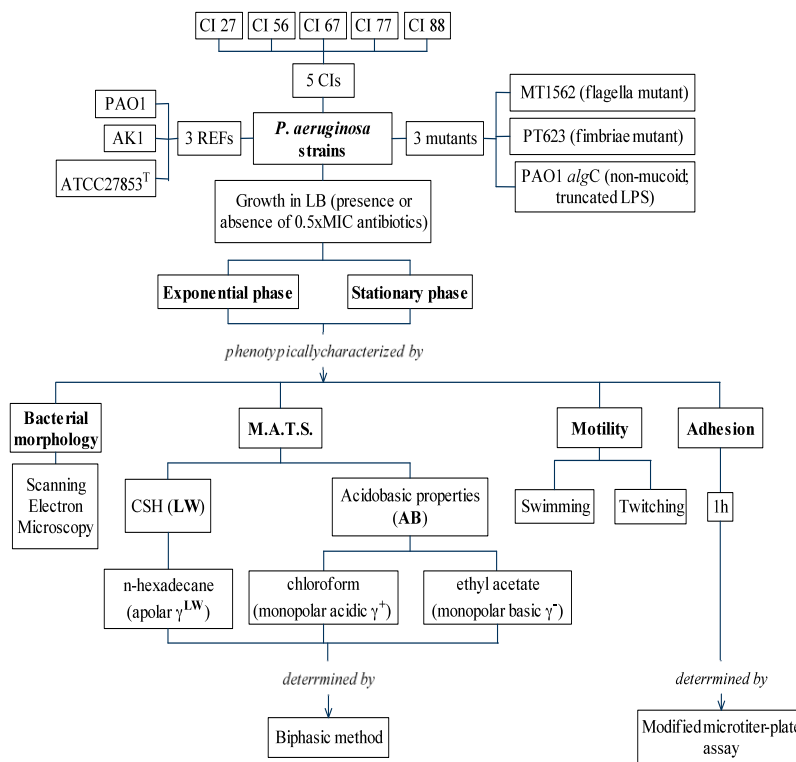 CI 27 CI 56 CI 67 CI 77 CI 88
5 CIs
PAO1
AK1
ATCC27853T
3 REFs
P. aeruginosa
strains
3 mutants
MT1562 (flagella mutant)
PT623 (fimbriae mutant)
PAO1 algC (non-mucoid;
truncated LPS)
Growth in LB (presence or
absence of 0.5xMIC antibiotics)
Exponential phase
Stationary phase
phenotypicallycharacterized by
Bacterial
morphology
M.A.T.S.
Motility
Adhesion
Scanning
Electron
Microscopy
CSH (LW)
Acidobasic properties
(AB)
Swimming
Twitching
1h
n-hexadecane
(apolar γLW)
chloroform
(monopolar acidic γ+)
ethyl acetate
(monopolar basic γ-)
deterrmined by
deterrmined by
Biphasic method
Modified microtiter-plate
assay